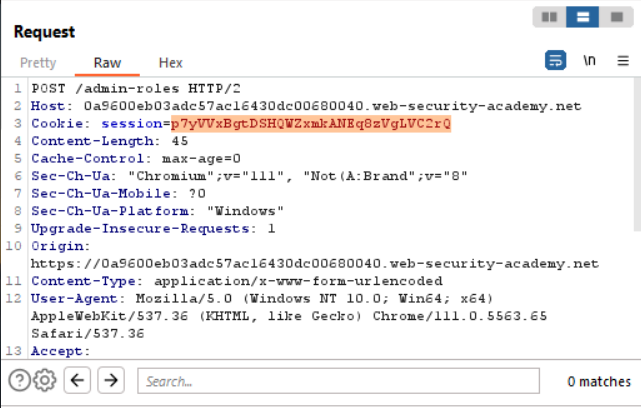 Request
Pretty Raw Hex \n
1 POST /admin-roles HTTP/2
2 Host: 0a9600eb03adc57ac16430dc00680040.web-security-academy.net
3 Cookie: session=p7yVVxBgtDSHQWZxmkANEq8zVgLVC2rQ
4 Content-Length: 45
5 Cache-Control: max-age=0
6 Sec-Ch-Ua: "Chromium";v="111", "Not(A:Brand";v="8"
7 Sec-Ch-Ua-Mobile: ?0
8 Sec-Ch-Ua-Platform: "Windows"
9 Upgrade-Insecure-Requests: 1
10 Origin:
https://0a9600eb03adc57ac16430dc00680040.web-security-academy.net
11 Content-Type: application/x-www-form-urlencoded
12 User-Agent: Mozilla/5.0 (Windows NT 10.0; Win64; x64)
AppleWebKit/537.36 (KHTML, like Gecko) Chrome/111.0.5563.65
Safari/537.36
13 Accept:
Search... 0 matches